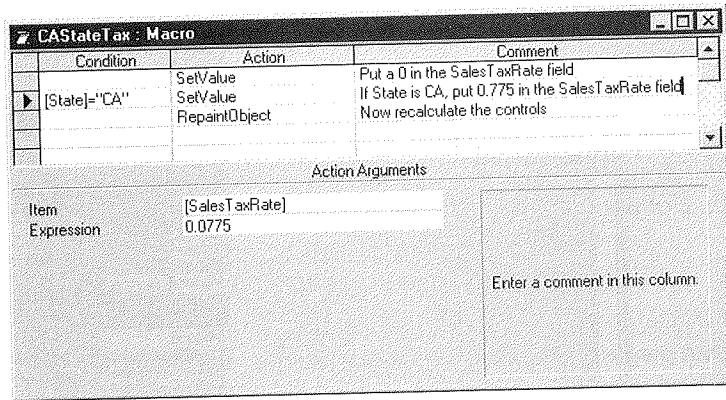 CAStateTax : Macro
Condition Action Comment
SetValue Put a 0 in the SalesTaxRate field
[State]="CA" SetValue If State is CA, put 0.775 in the SalesTaxRate field
RepaintObject Now recalculate the controls
Action Arguments
Item [SalesTaxRate]
Expression 0.0775
Enter a comment in this column.